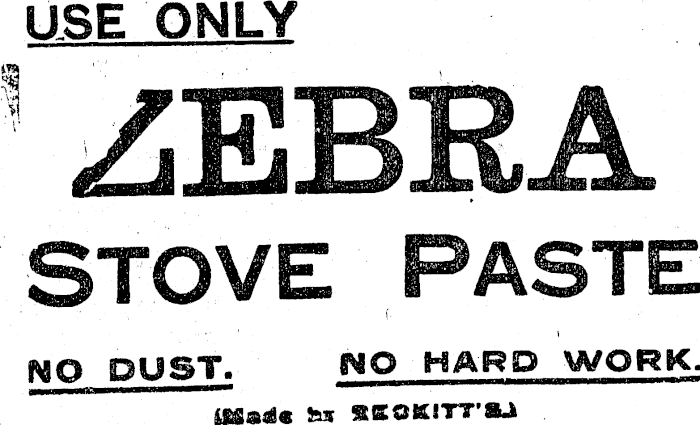 USE ONLY
ZEBRA
STOVE PASTE
NO DUST. NO HARD WORK.
(Made by RECKITT'S.)